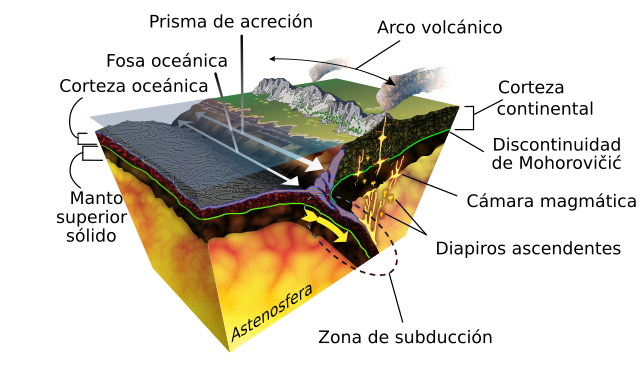 Prisma de acreción
Arco volcánico
Fosa oceánica
Corteza oceánica
Corteza
continental
Discontinuidad
de Mohorovičić
Manto
superior
sólido
Cámara magmática
Diapiros ascendentes
Astenosfera
Zona de subducción